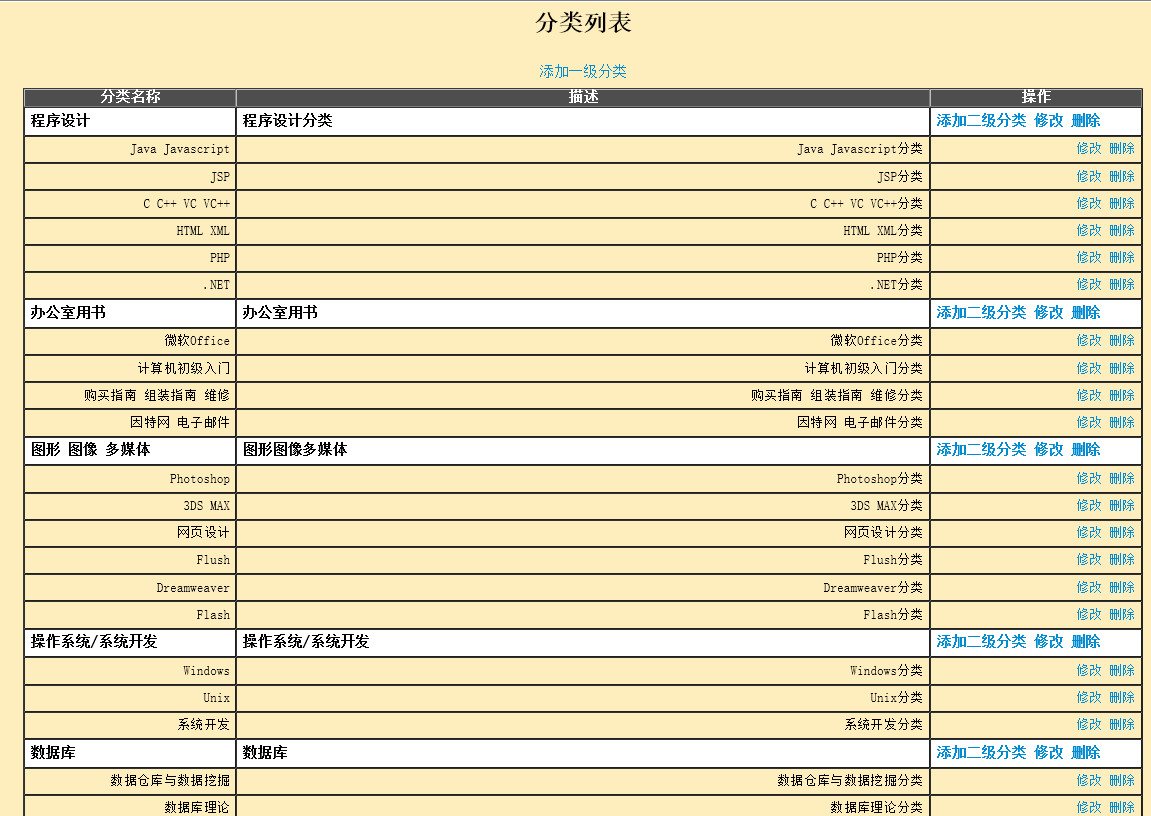 分类列表
添加一级分类
分类名称 描述 操作
程序设计 程序设计分类 添加二级分类 修改 删除
Java Javascript Java Javascript分类 修改 删除
JSP JSP分类 修改 删除
C C++ VC VC++ C C++ VC VC++分类 修改 删除
HTML XML HTML XML分类 修改 删除
PHP PHP分类 修改 删除
.NET .NET分类 修改 删除
办公室用书 办公室用书 添加二级分类 修改 删除
微软Office 微软Office分类 修改 删除
计算机初级入门 计算机初级入门分类 修改 删除
购买指南 组装指南 维修 购买指南 组装指南 维修分类 修改 删除
因特网 电子邮件 因特网 电子邮件分类 修改 删除
图形 图像 多媒体 图形图像多媒体 添加二级分类 修改 删除
Photoshop Photoshop分类 修改 删除
3DS MAX 3DS MAX分类 修改 删除
网页设计 网页设计分类 修改 删除
Flush Flush分类 修改 删除
Dreamweaver Dreamweaver分类 修改 删除
Flash Flash分类 修改 删除
操作系统/系统开发 操作系统/系统开发 添加二级分类 修改 删除
Windows Windows分类 修改 删除
Unix Unix分类 修改 删除
系统开发 系统开发分类 修改 删除
数据库 数据库 添加二级分类 修改 删除
数据仓库与数据挖掘 数据仓库与数据挖掘分类 修改 删除
数据库理论 数据库理论分类 修改 删除